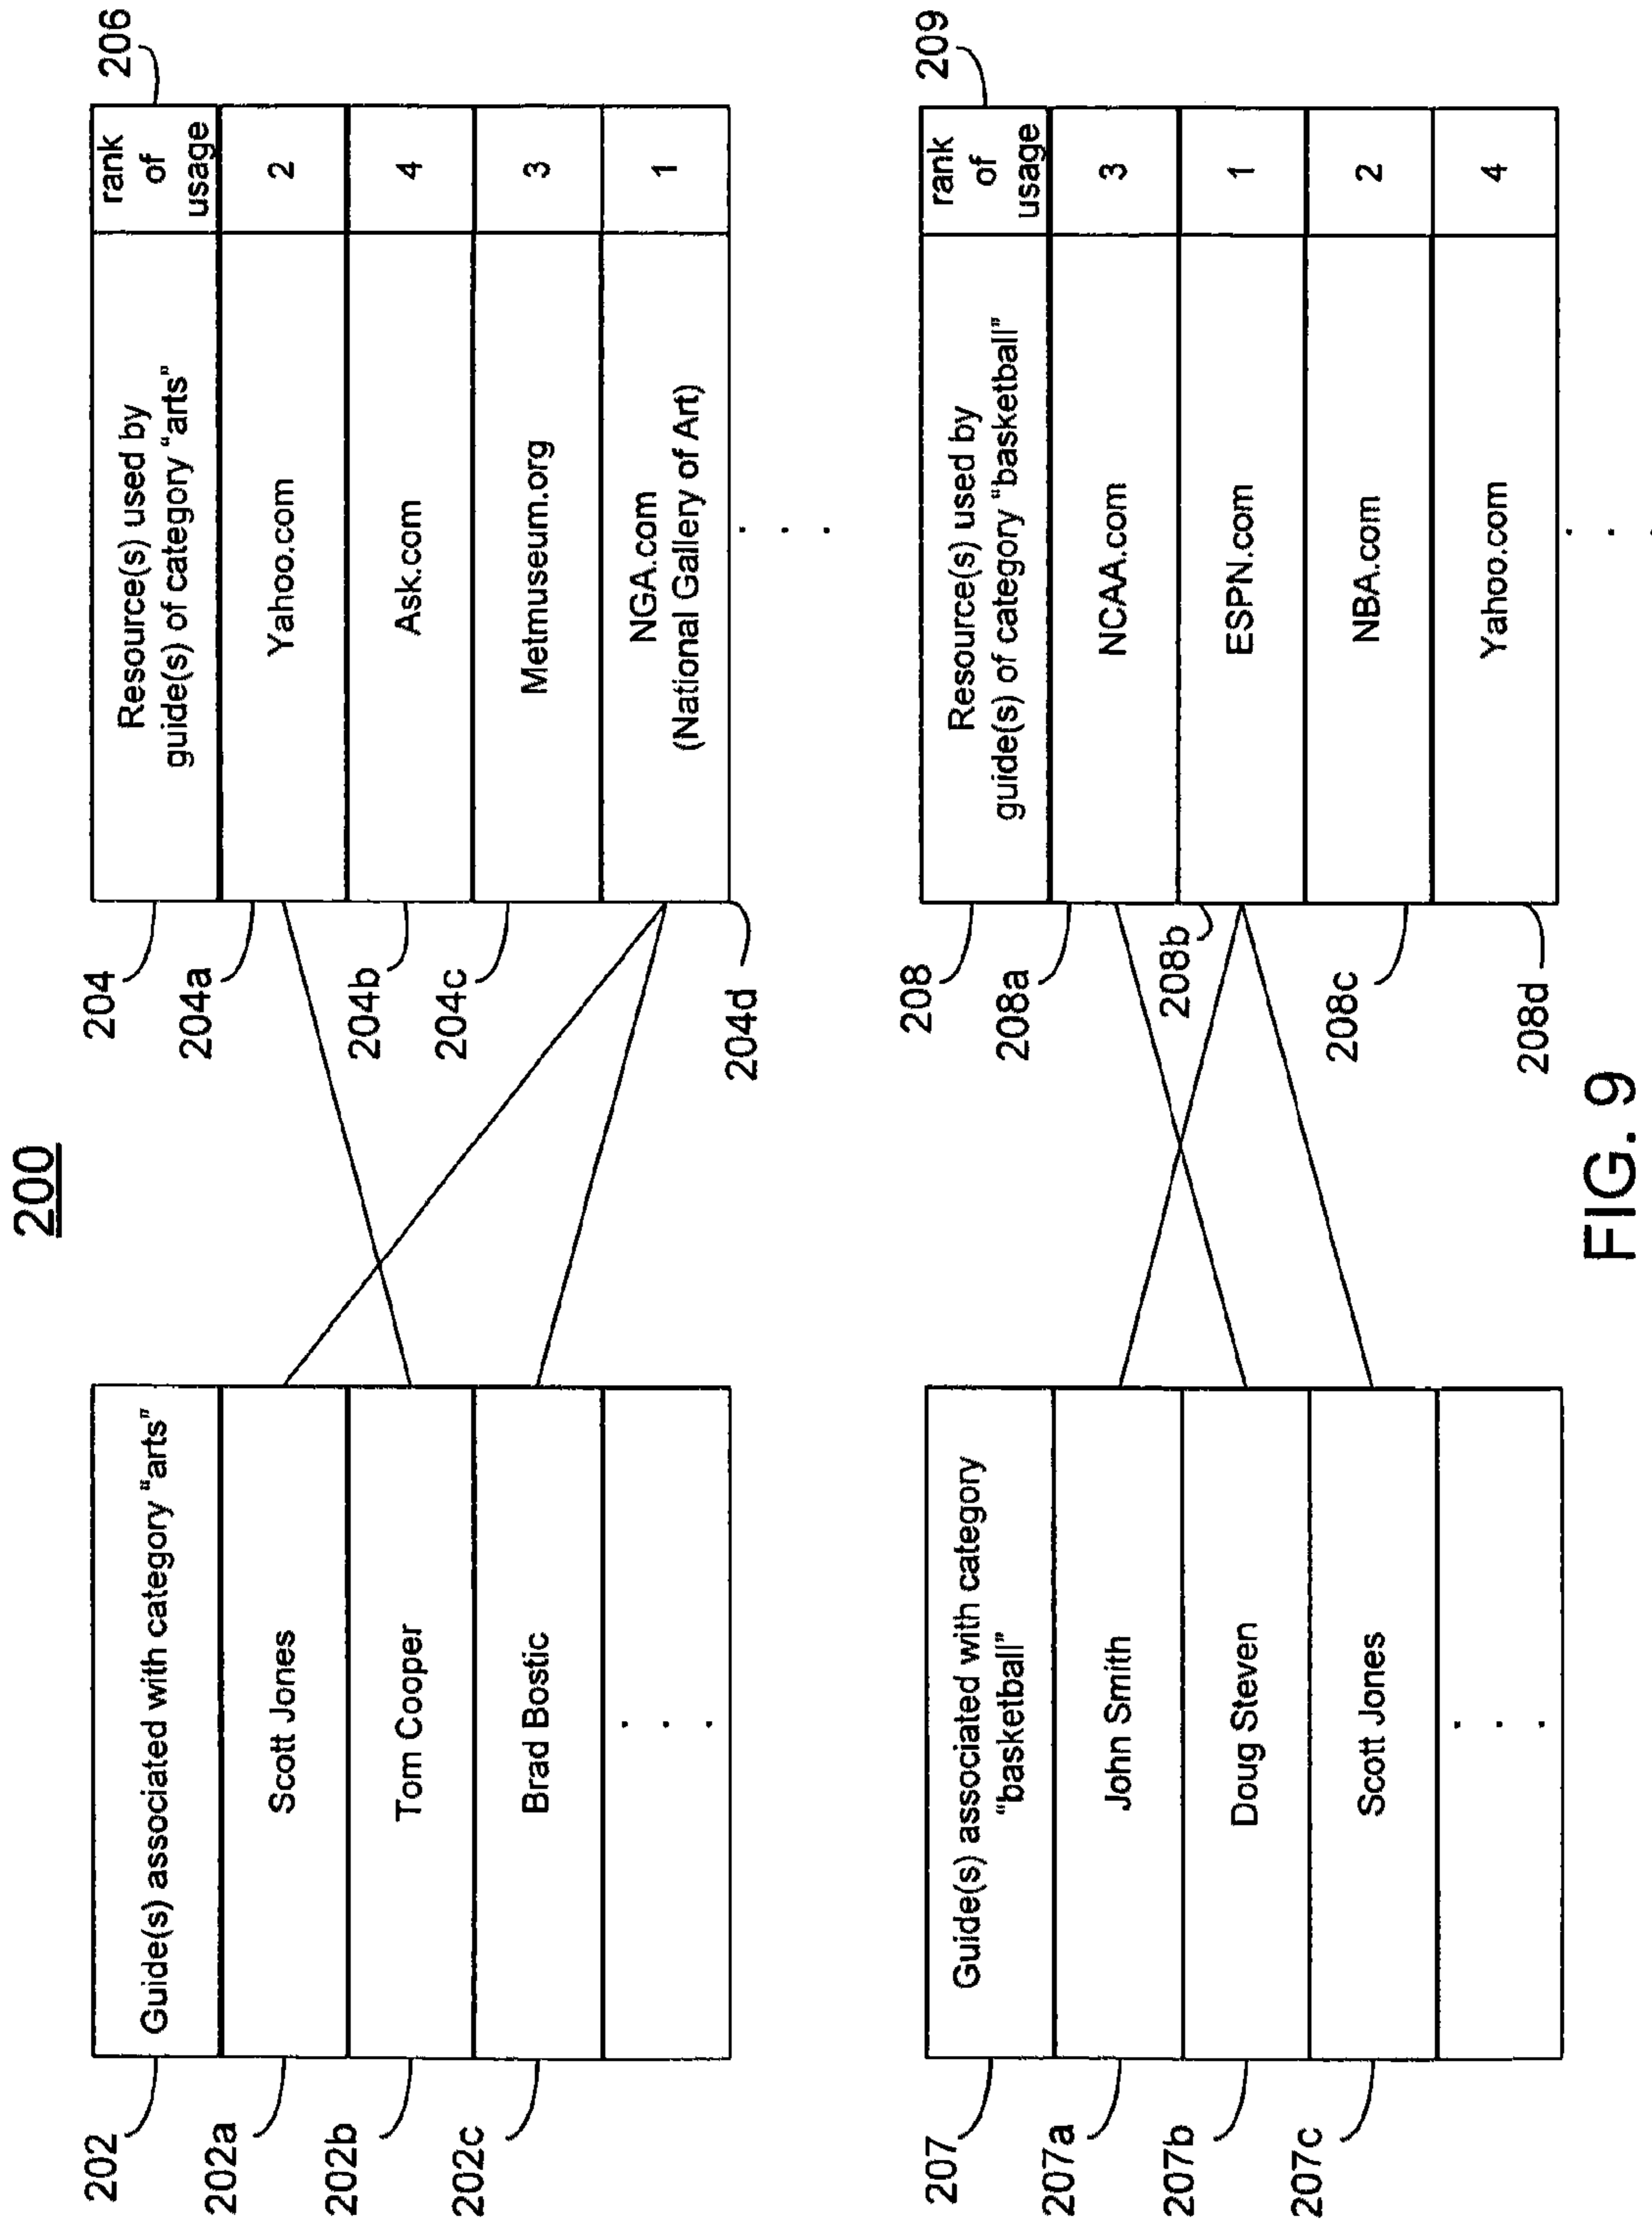 200
202
Guide(s) associated with category "arts"
202a
Scott Jones
202b
Tom Cooper
202c
Brad Bostic
. . .
204
Resource(s) used by
guide(s) of category "arts"
rank
of
usage
206
204a
Yahoo.com
2
204b
Ask.com
4
204c
Metmuseum.org
3
204d
NGA.com
(National Gallery of Art)
1
. . .
207
Guide(s) associated with category
"basketball"
207a
John Smith
207b
Doug Steven
207c
Scott Jones
. . .
208
Resource(s) used by
guide(s) of category "basketball"
rank
of
usage
209
208a
NCAA.com
3
208b
ESPN.com
1
208c
NBA.com
2
208d
Yahoo.com
4
. . .
FIG. 9